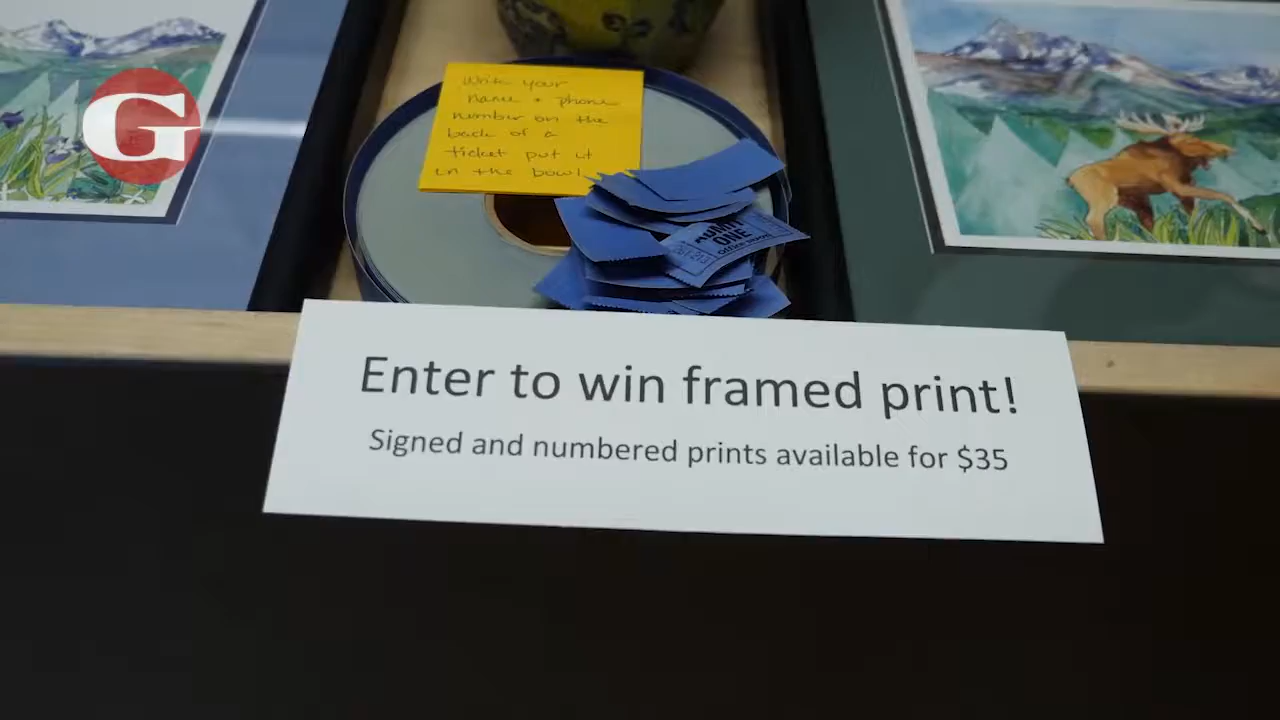 G
Write your
name + phone
number on the
back of a
ticket put it
in the bowl
ADMIT
ONE
Enter to win framed print!
Signed and numbered prints available for $35